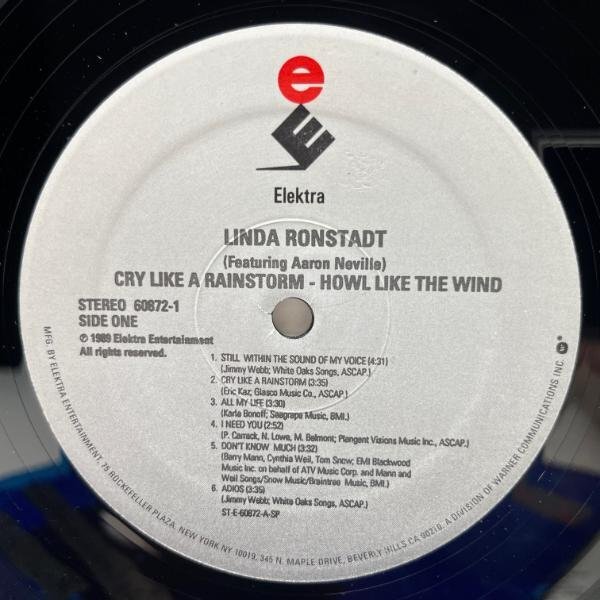 e
E
Elektra
LINDA RONSTADT
(Featuring Aaron Neville)
CRY LIKE A RAINSTORM - HOWL LIKE THE WIND
STEREO 60872-1
SIDE ONE
℗ 1989 Elektra Entertainment
All rights reserved.
1. STILL WITHIN THE SOUND OF MY VOICE (4:31)
(Jimmy Webb; White Oaks Songs, ASCAP.)
2. CRY LIKE A RAINSTORM (3:35)
(Eric Kaz; Glasco Music Co., ASCAP.)
3. ALL MY LIFE (3:30)
(Karla Bonoff; Seagrape Music, BMI.)
4. I NEED YOU (2:52)
(P. Carrack, N. Lowe, M. Belmont; Plangent Visions Music Inc., ASCAP.)
5. DON'T KNOW MUCH (3:32)
(Barry Mann, Cynthia Weil, Tom Snow; EMI Blackwood
Music Inc. on behalf of ATV Music Corp. and Mann and
Weil Songs/Snow Music/Braintree Music, BMI.)
6. ADIOS (3:35)
(Jimmy Webb; White Oaks Songs, ASCAP.)
ST-E-60872-A-SP
MFG. BY ELEKTRA ENTERTAINMENT, 75 ROCKEFELLER PLAZA, NEW YORK NY 10019, 345 N. MAPLE DRIVE, BEVERLY HILLS CA 90210. A DIVISION OF WARNER COMMUNICATIONS INC.